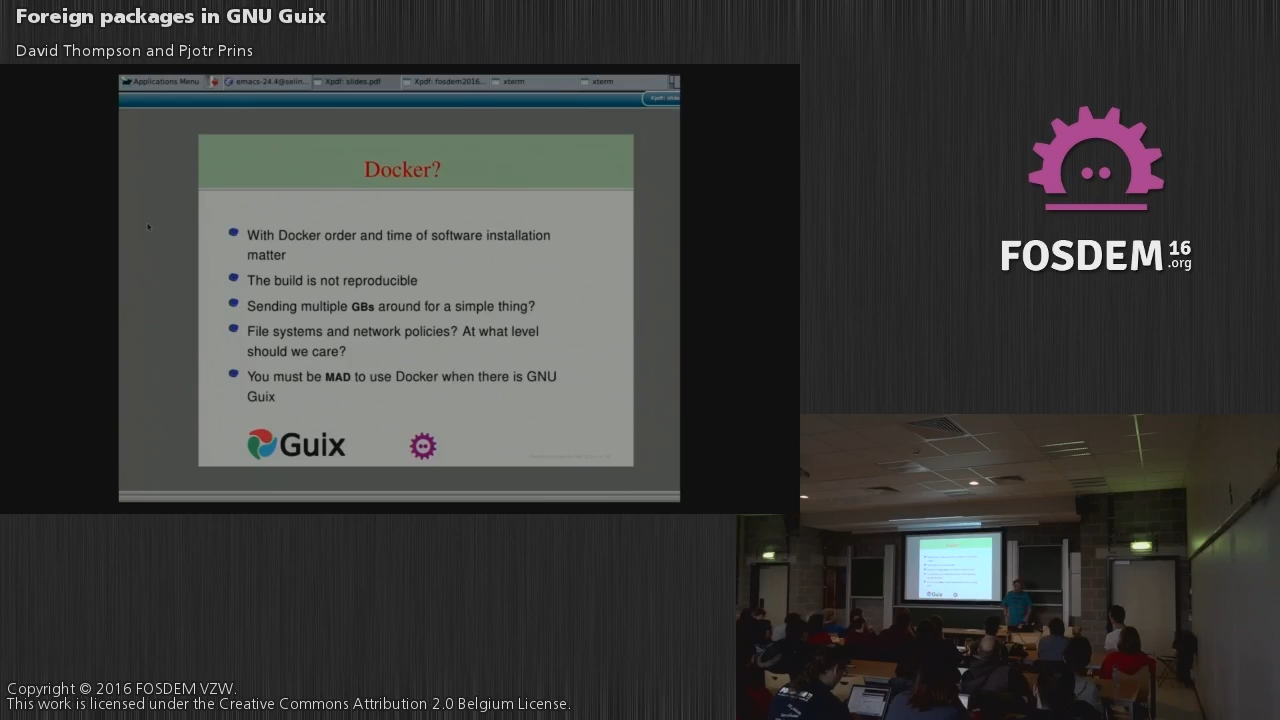 Foreign packages in GNU Guix
David Thompson and Pjotr Prins
Applications Menu
emacs-24.4@selin...
Xpdf: slides.pdf
Xpdf: fosdem2016...
xterm
xterm
Xpdf: slide
Docker?
With Docker order and time of software installation
matter
The build is not reproducible
Sending multiple GBs around for a simple thing?
File systems and network policies? At what level
should we care?
You must be MAD to use Docker when there is GNU
Guix
Guix
FOSDEM 16
.org
Guix
Copyright © 2016 FOSDEM VZW.
This work is licensed under the Creative Commons Attribution 2.0 Belgium License.